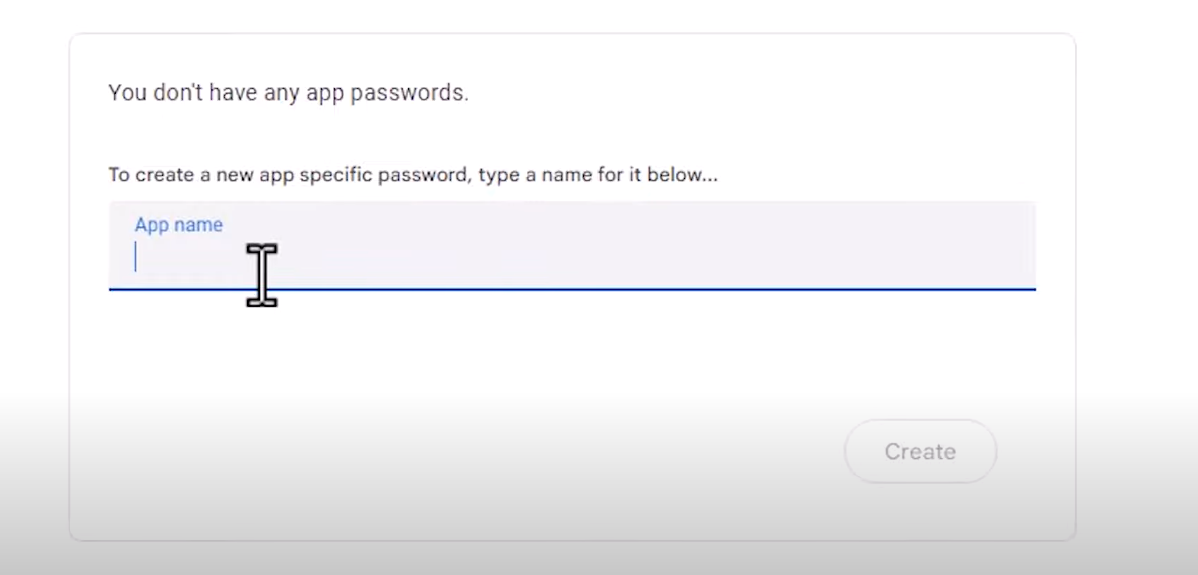 You don't have any app passwords.
To create a new app specific password, type a name for it below...
App name
Create